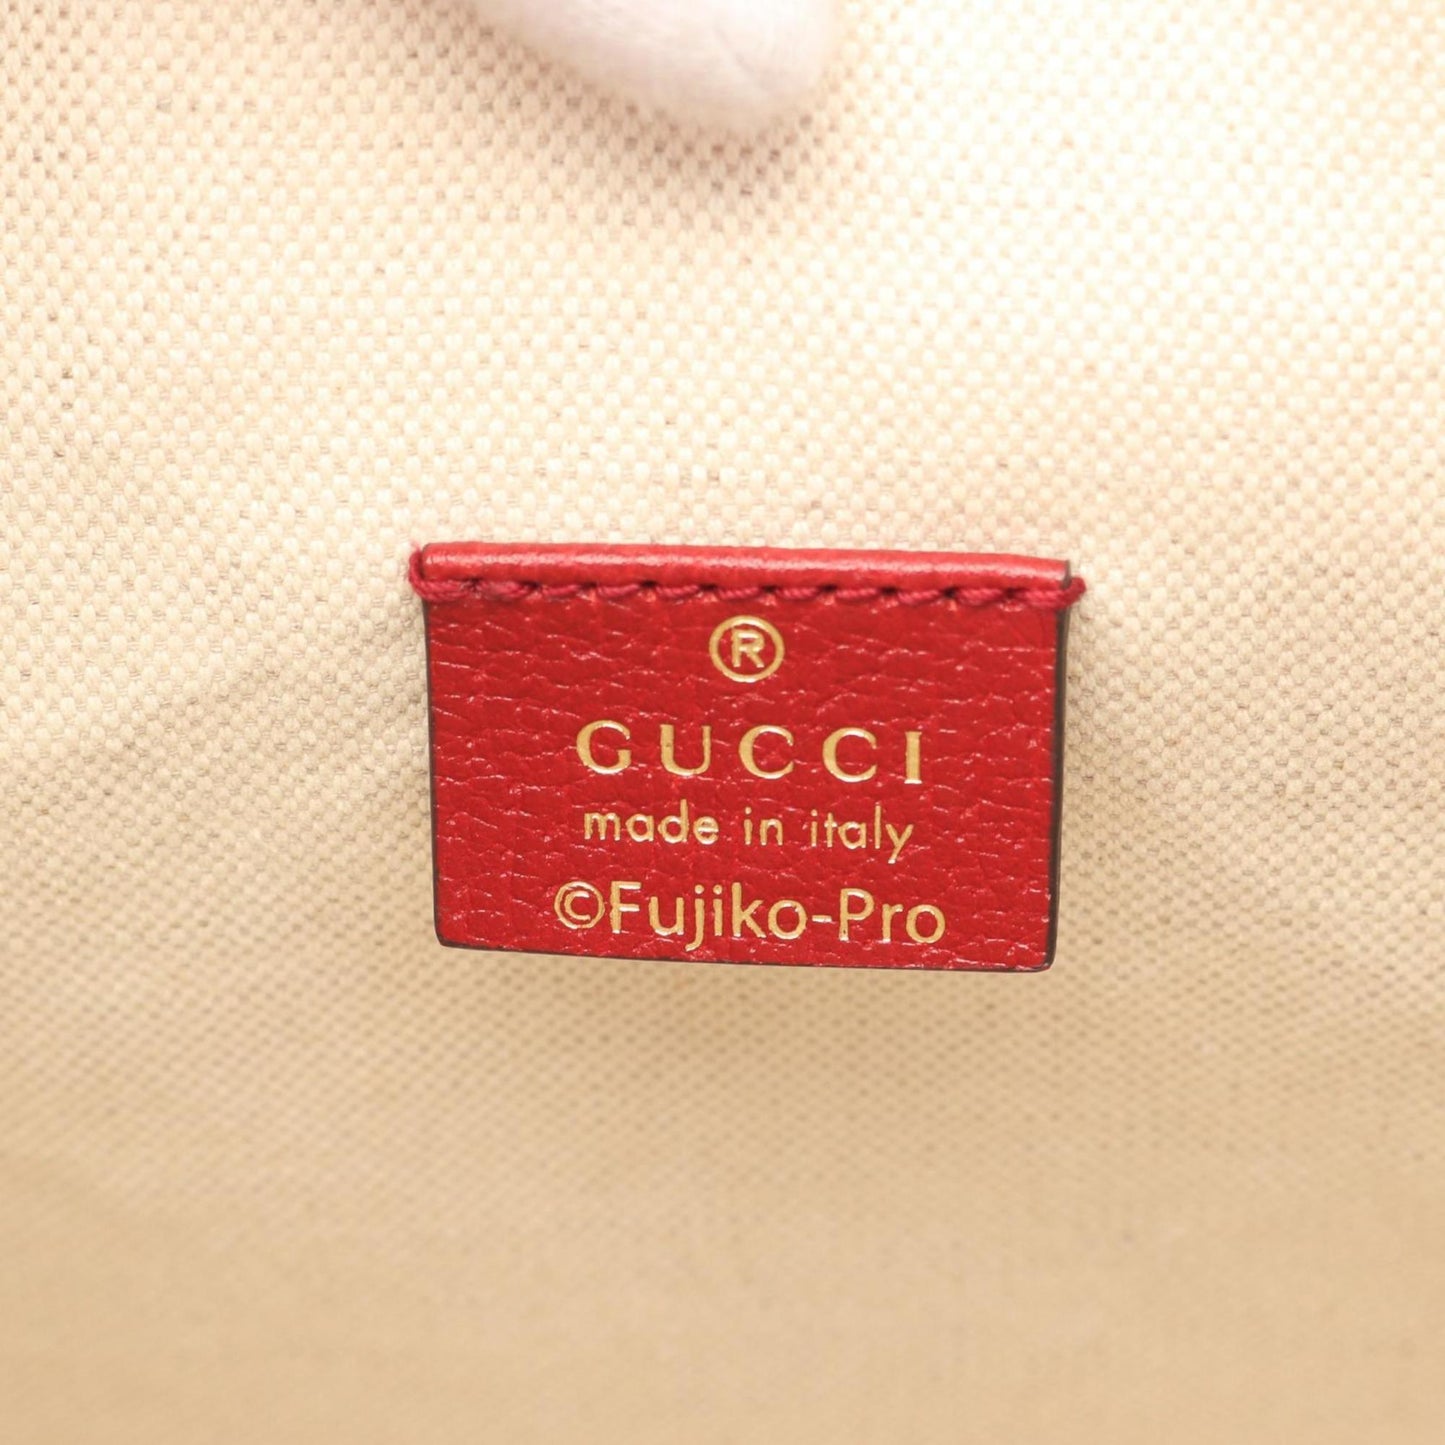 ®
GUCCI
made in italy
©Fujiko-Pro